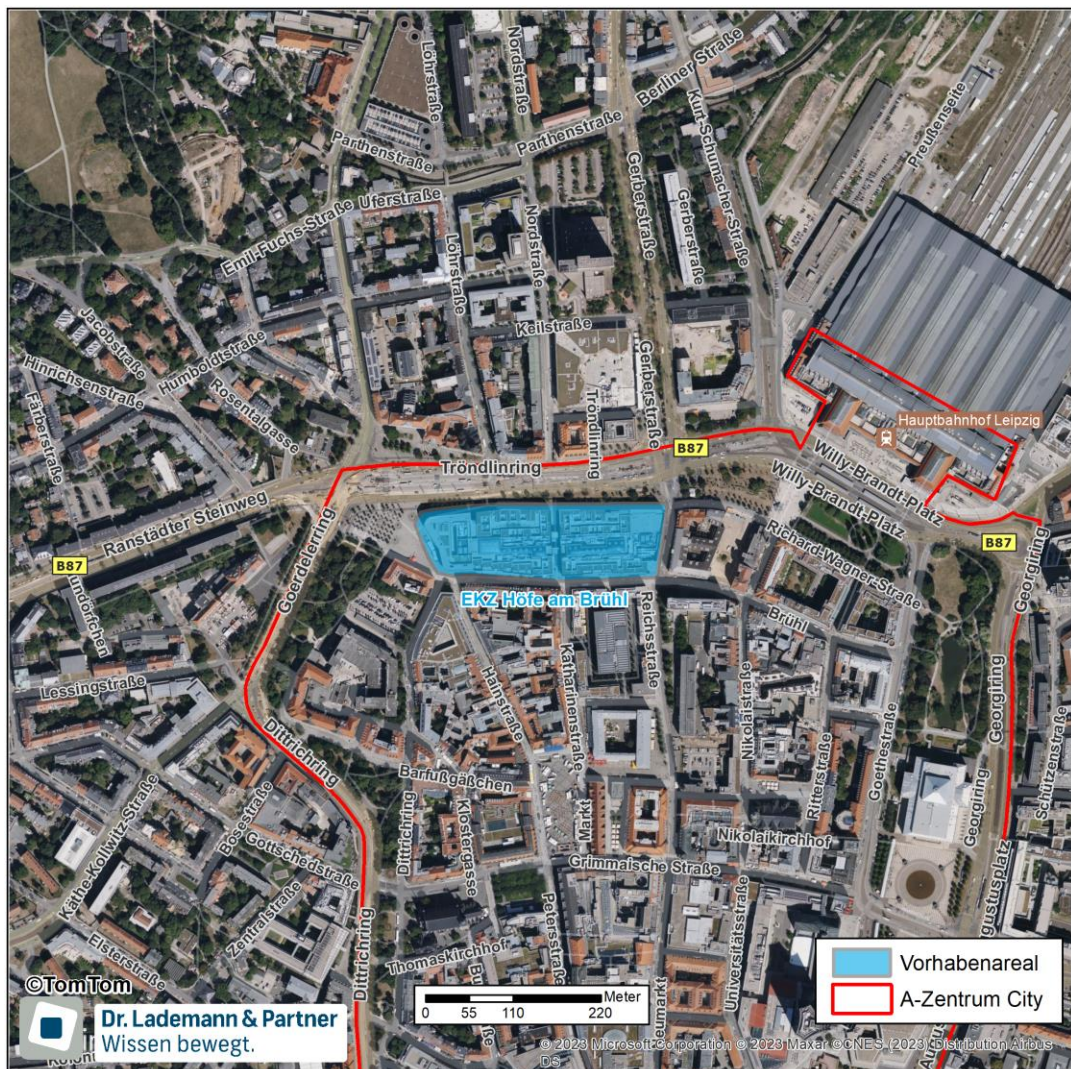 Löhrstraße
Nordstraße
Berliner Straße
Kurt-Schumacher-Straße
Preußenseite
Parthenstraße
Parthenstraße
Gerberstraße
Gerberstraße
Emil-Fuchs-Straße
Uferstraße
Löhrstraße
Nordstraße
Jacobstraße
Humboldtstraße
Keilstraße
Gerberstraße
Hinrichsenstraße
Rosentalgasse
Färberstraße
Tröndlinring
Hauptbahnhof Leipzig
B87
Tröndlinring
Willy-Brandt-Platz
Willy-Brandt-Platz
Ranstädter Steinweg
Goerdelerring
Richard-Wagner-Straße
B87
B87
Georgiring
EKZ Höfe am Brühl
Brühl
Reichsstraße
Lessingstraße
Hainstraße
Katharinenstraße
Nikolaistraße
Ritterstraße
Goethestraße
Georgiring
Schützenstraße
Dittrichring
Barfußgäßchen
Käthe-Kollwitz-Straße
Bosestraße
Gottschedstraße
Dittrichring
Klostergasse
Markt
Nikolaikirchhof
Georgiring
Grimmaische Straße
Zentralstraße
Elsterstraße
Dittrichring
Thomaskirchhof
Petersstraße
Universitätsstraße
©TomTom
Dr. Lademann & Partner
Wissen bewegt.
Meter
0 55 110 220
Vorhabenareal
A-Zentrum City
© 2023 Microsoft Corporation © 2023 Maxar ©CNES (2023) Distribution Airbus
DS